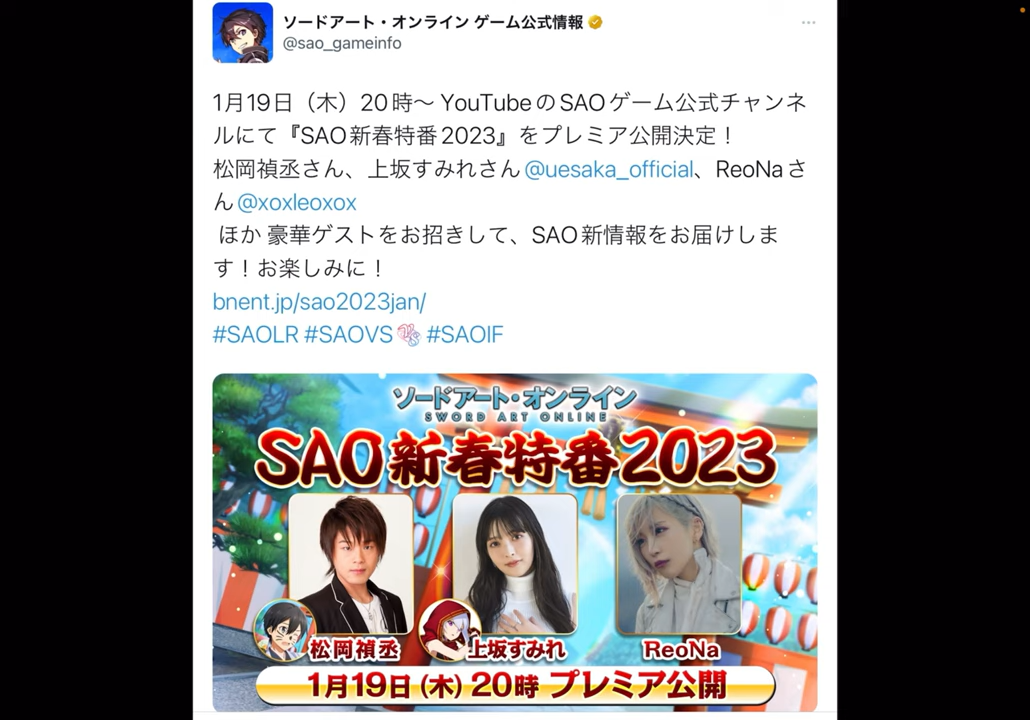 ソードアート・オンライン ゲーム公式情報
@sao_gameinfo
1月19日（木）20時～ YouTubeのSAOゲーム公式チャンネ
ルにて『SAO新春特番2023』をプレミア公開決定！
松岡禎丞さん、上坂すみれさん @uesaka_official、ReoNaさ
ん @xoxleoxox
ほか 豪華ゲストをお招きして、SAO新情報をお届けしま
す！お楽しみに！
bnent.jp/sao2023jan/
#SAOLR #SAOVS #SAOIF
ソードアート・オンライン
SWORD ART ONLINE
SAO新春特番2023
松岡禎丞
上坂すみれ
ReoNa
1月19日 (木) 20時 プレミア公開